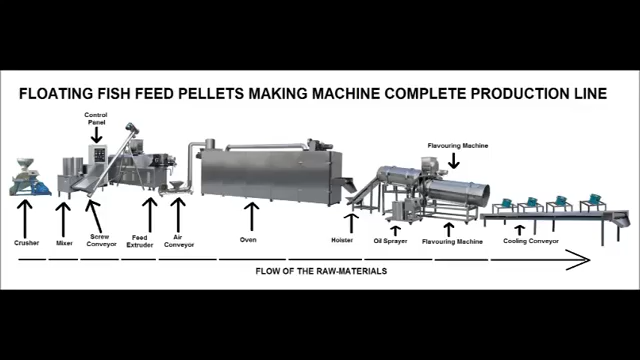 FLOATING FISH FEED PELLETS MAKING MACHINE COMPLETE PRODUCTION LINE
Control
Panel
Flavouring Machine
Crusher
Mixer
Screw
Conveyor
Feed
Extruder
Air
Conveyor
Oven
Hoister
Oil Sprayer
Flavouring Machine
Cooling Conveyor
FLOW OF THE RAW-MATERIALS